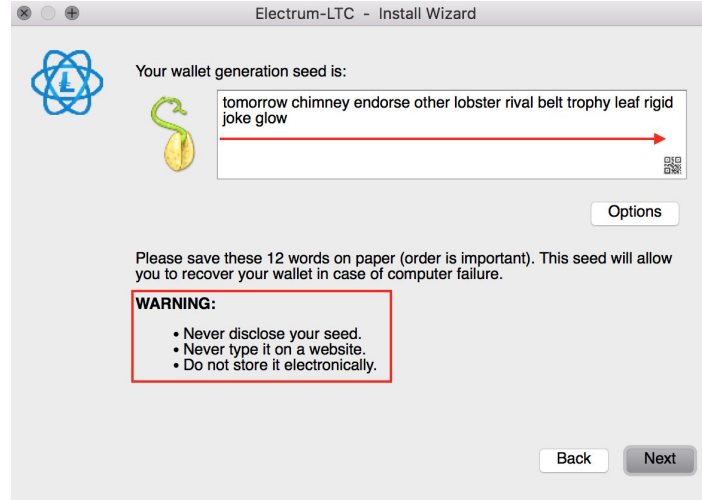 Electrum-LTC - Install Wizard
Your wallet generation seed is:
tomorrow chimney endorse other lobster rival belt trophy leaf rigid
joke glow
Options
Please save these 12 words on paper (order is important). This seed will allow
you to recover your wallet in case of computer failure.
WARNING:
• Never disclose your seed.
• Never type it on a website.
• Do not store it electronically.
Back
Next